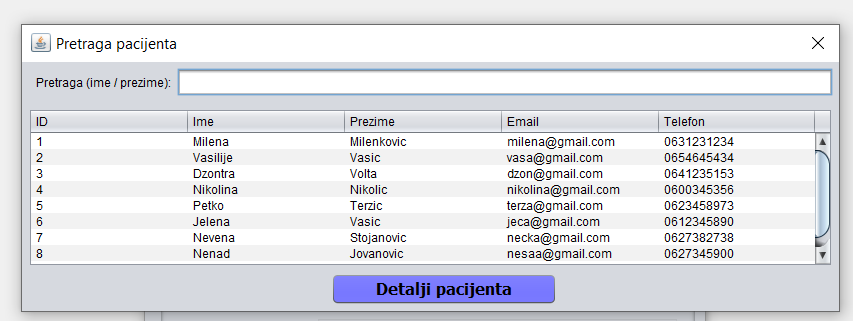 Pretraga pacijenta
Pretraga (ime / prezime):
ID Ime Prezime Email Telefon
1 Milena Milenkovic milena@gmail.com 0631231234
2 Vasilije Vasic vasa@gmail.com 0654645434
3 Dzontra Volta dzon@gmail.com 0641235153
4 Nikolina Nikolic nikolina@gmail.com 0600345356
5 Petko Terzic terza@gmail.com 0623458973
6 Jelena Vasic jeca@gmail.com 0612345890
7 Nevena Stojanovic necka@gmail.com 0627382738
8 Nenad Jovanovic nesaa@gmail.com 0627345900
Detalji pacijenta